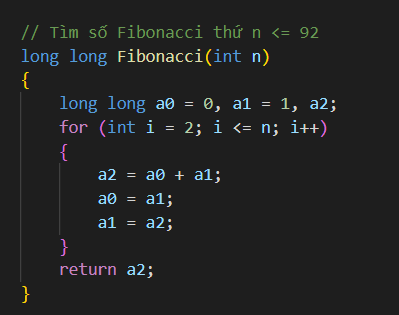 // Tìm số Fibonacci thứ n <= 92
long long Fibonacci(int n)
{
    long long a0 = 0, a1 = 1, a2;
    for (int i = 2; i <= n; i++)
    {
        a2 = a0 + a1;
        a0 = a1;
        a1 = a2;
    }
    return a2;
}